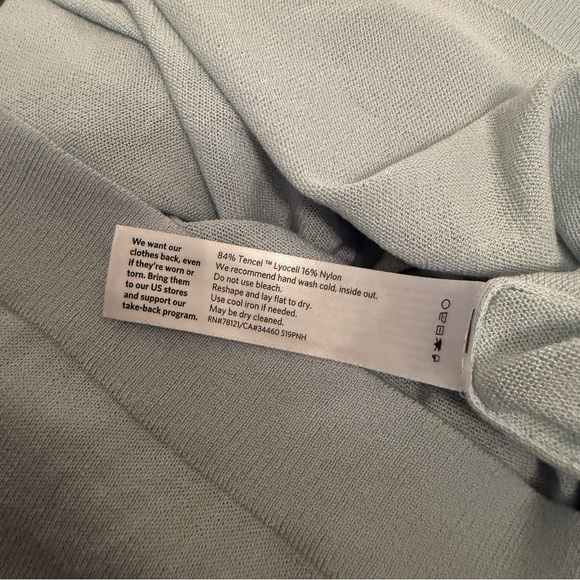 We want our
clothes back, even
if they're worn or
torn. Bring them
to our US stores
and support our
take-back program.
84% Tencel™ Lyocell 16% Nylon
We recommend hand wash cold, inside out.
Do not use bleach.
Reshape and lay flat to dry.
Use cool iron if needed.
May be dry cleaned.
RN#78121/CA#34460 S19PNH